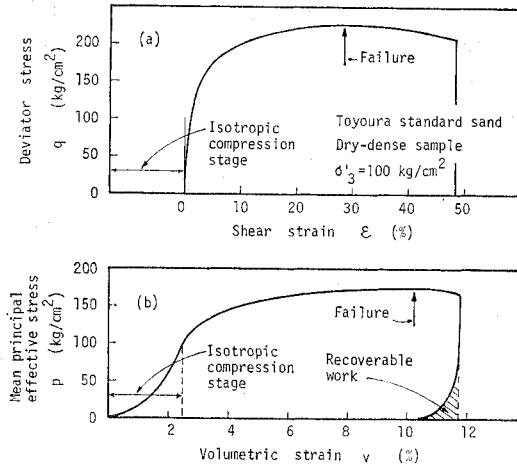 (a)
Deviator stress
q (kg/cm²)
200
150
100
50
0
Failure
Isotropic
compression
stage
Toyoura standard sand
Dry-dense sample
σ'₃=100 kg/cm²
0 10 20 30 40 50
Shear strain ε (%)
(b)
Mean principal
effective stress
p (kg/cm²)
200
150
100
50
0
Failure
Recoverable
work
Isotropic
compression
stage
2 4 6 8 10 12
Volumetric strain v (%)